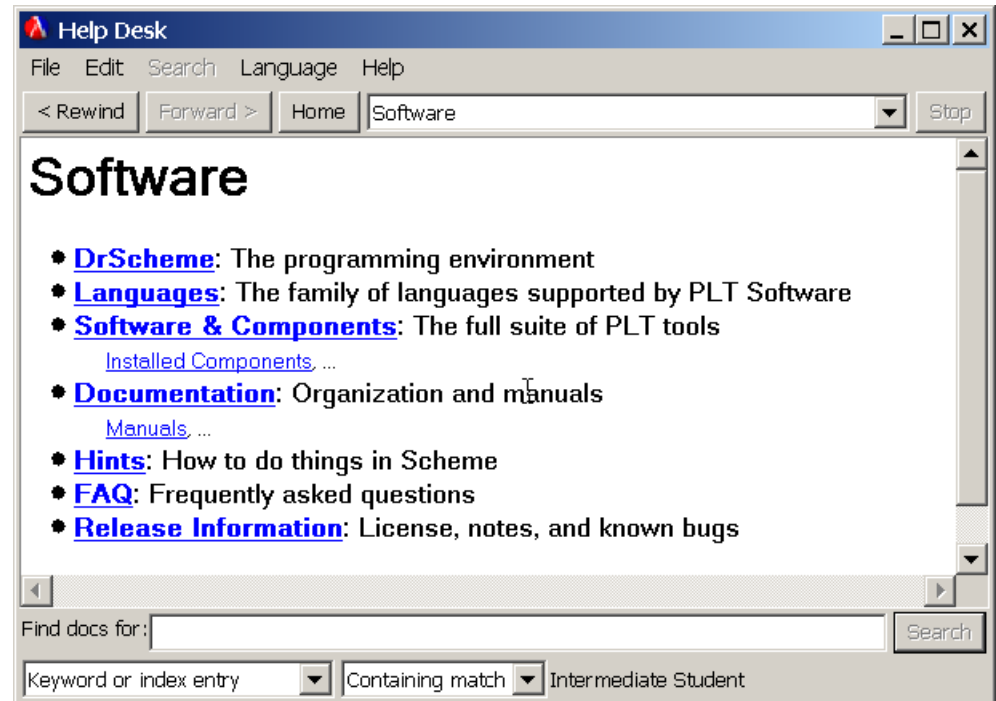 Help Desk
File Edit Search Language Help
< Rewind Forward > Home Software Stop
Software
DrScheme: The programming environment
Languages: The family of languages supported by PLT Software
Software & Components: The full suite of PLT tools
Installed Components, ...
Documentation: Organization and manuals
Manuals, ...
Hints: How to do things in Scheme
FAQ: Frequently asked questions
Release Information: License, notes, and known bugs
Find docs for: Search
Keyword or index entry Containing match Intermediate Student